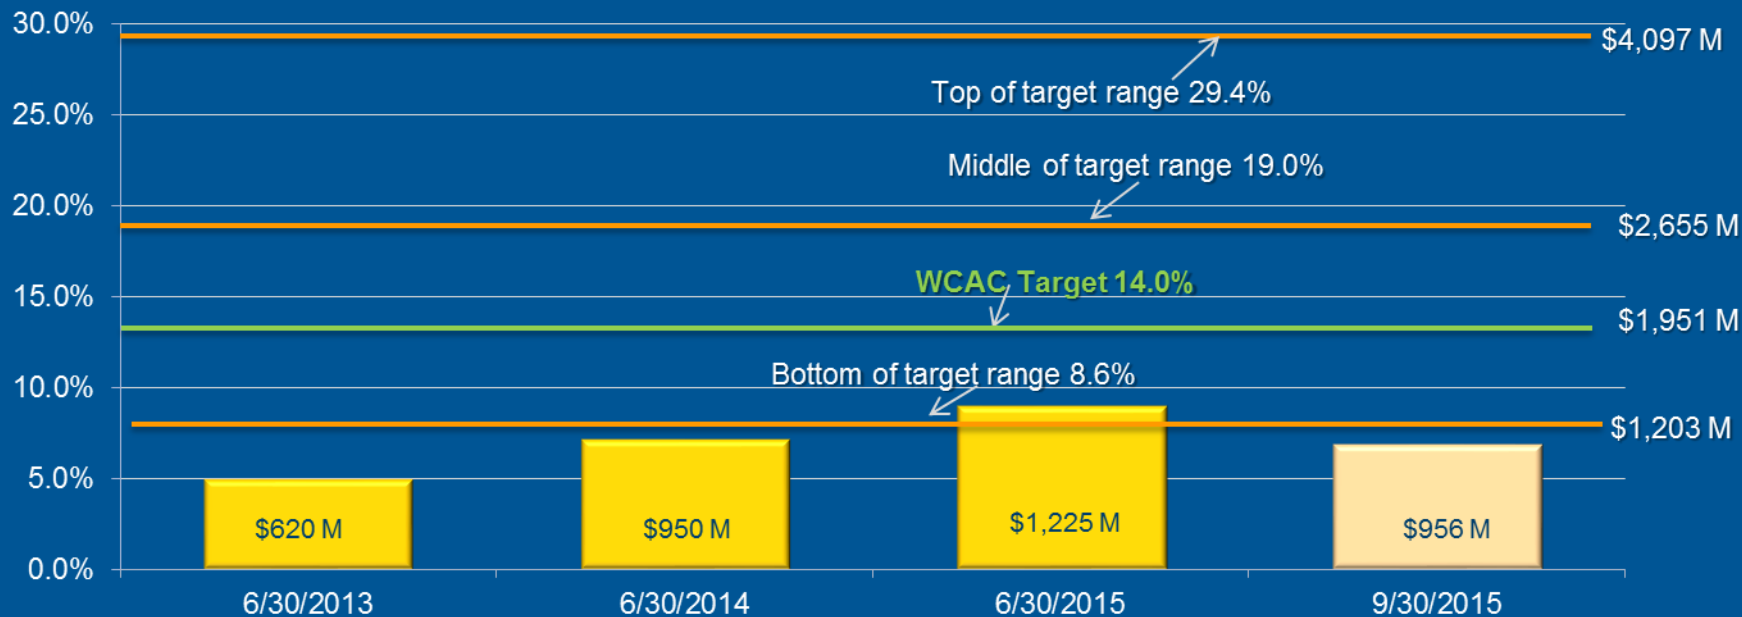 30.0%
$4,097 M
Top of target range 29.4%
25.0%
Middle of target range 19.0%
20.0%
$2,655 M
WCAC Target 14.0%
15.0%
$1,951 M
Bottom of target range 8.6%
10.0%
$1,203 M
5.0%
$620 M
$950 M
$1,225 M
$956 M
0.0%
6/30/2013
6/30/2014
6/30/2015
9/30/2015